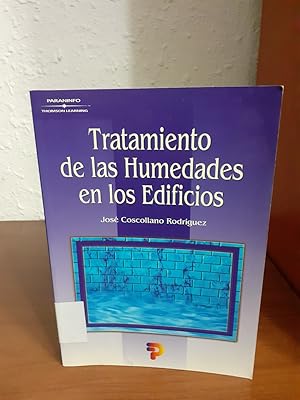 PARANINFO
THOMSON LEARNING
Tratamiento
de las Humedades
en los Edificios
José Coscollano Rodríguez